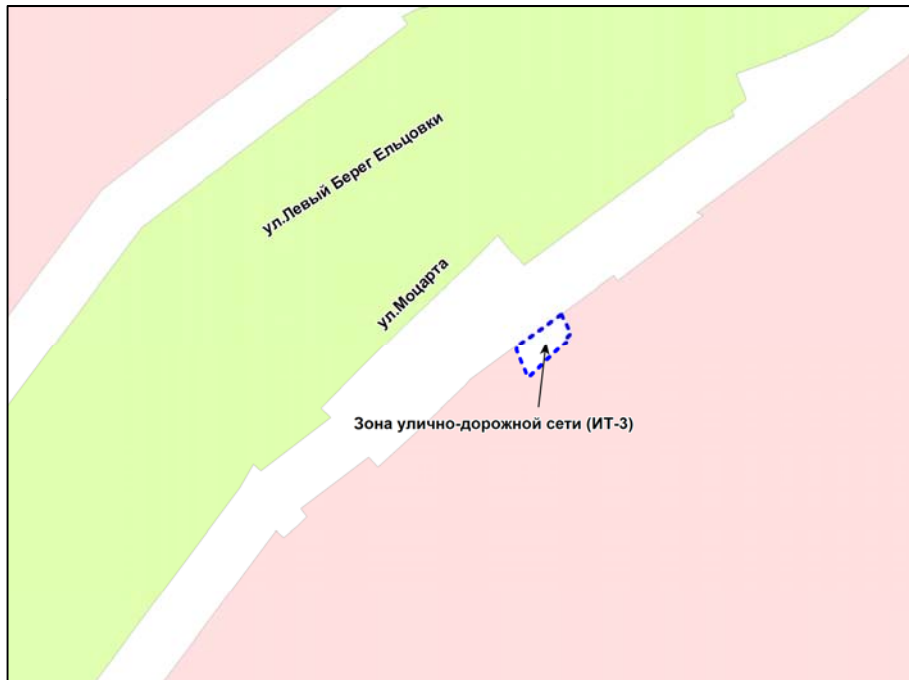 ул.Левый Берег Ельцовки
ул.Моцарта
Зона улично-дорожной сети (ИТ-3)